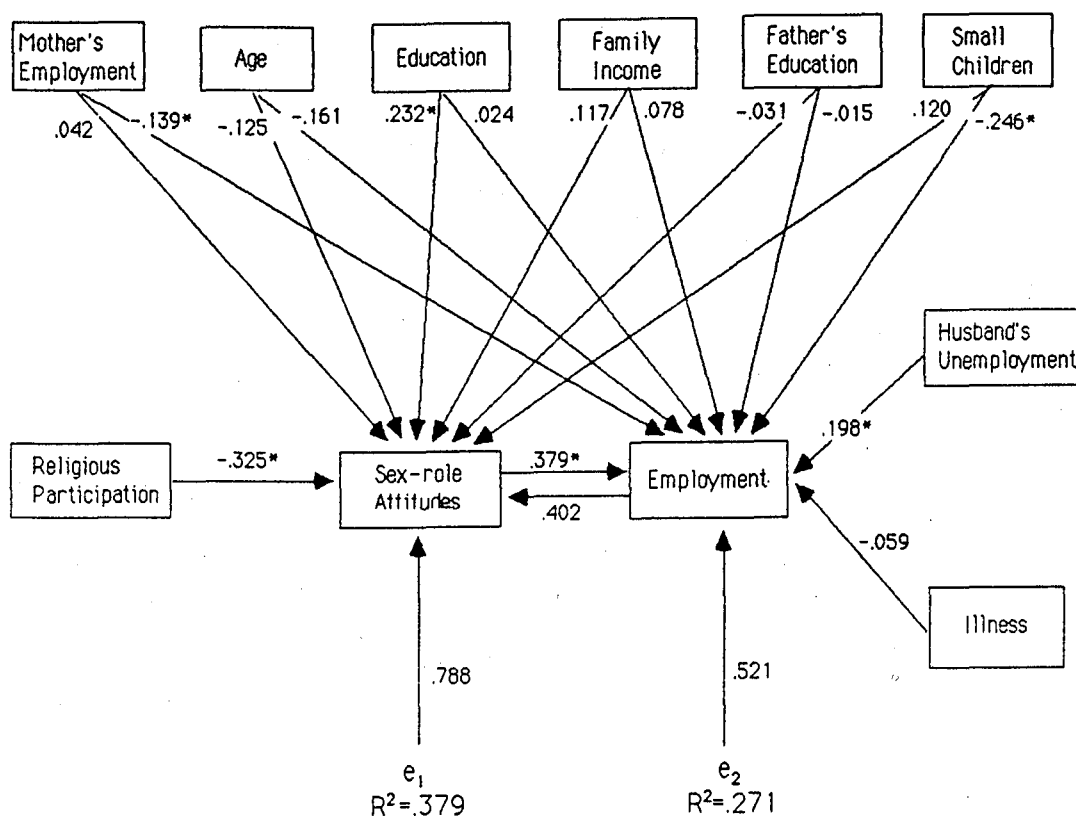 Mother's
Employment
Age
Education
Family
Income
Father's
Education
Small
Children
.042
-.139*
-.125
-.161
.232*
.024
.117
.078
-.031
-.015
.120
-.246*
Husband's
Unemployment
.198*
Religious
Participation
-.325*
Sex-role
Attitudes
.379*
.402
Employment
-.059
Illness
.788
.521
e₁
R²=.379
e₂
R²=.271